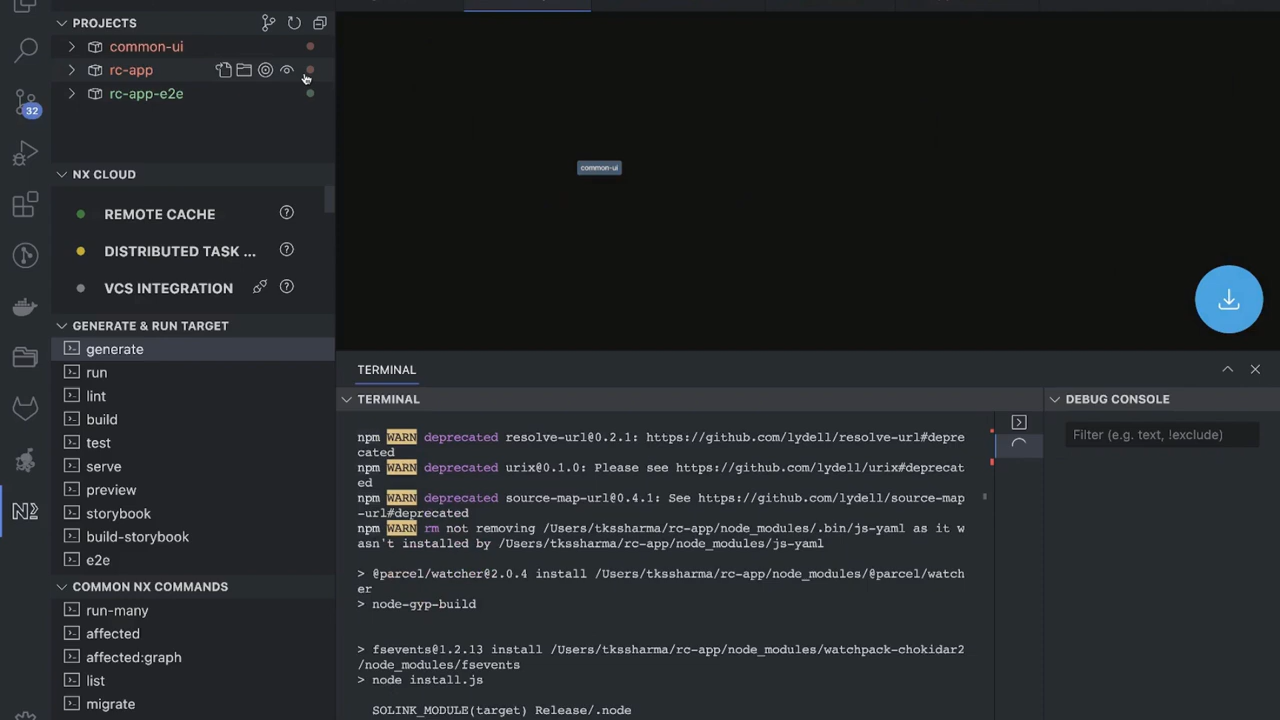 PROJECTS
common-ui
rc-app
rc-app-e2e
32
NX CLOUD
REMOTE CACHE
DISTRIBUTED TASK ...
VCS INTEGRATION
GENERATE & RUN TARGET
generate
run
lint
build
test
serve
preview
storybook
build-storybook
e2e
COMMON NX COMMANDS
run-many
affected
affected:graph
list
migrate
common-ui
TERMINAL
TERMINAL
npm WARN deprecated resolve-url@0.2.1: https://github.com/lydell/resolve-url#depre
cated
npm WARN deprecated urix@0.1.0: Please see https://github.com/lydell/urix#deprecat
ed
npm WARN deprecated source-map-url@0.4.1: See https://github.com/lydell/source-map
-url#deprecated
npm WARN rm not removing /Users/tkssharma/rc-app/node_modules/.bin/js-yaml as it w
asn't installed by /Users/tkssharma/rc-app/node_modules/js-yaml
> @parcel/watcher@2.0.4 install /Users/tkssharma/rc-app/node_modules/@parcel/watch
er
> node-gyp-build
> fsevents@1.2.13 install /Users/tkssharma/rc-app/node_modules/watchpack-chokidar2
/node_modules/fsevents
> node install.js
SOLINK_MODULE(target) Release/.node
DEBUG CONSOLE
Filter (e.g. text, !exclude)